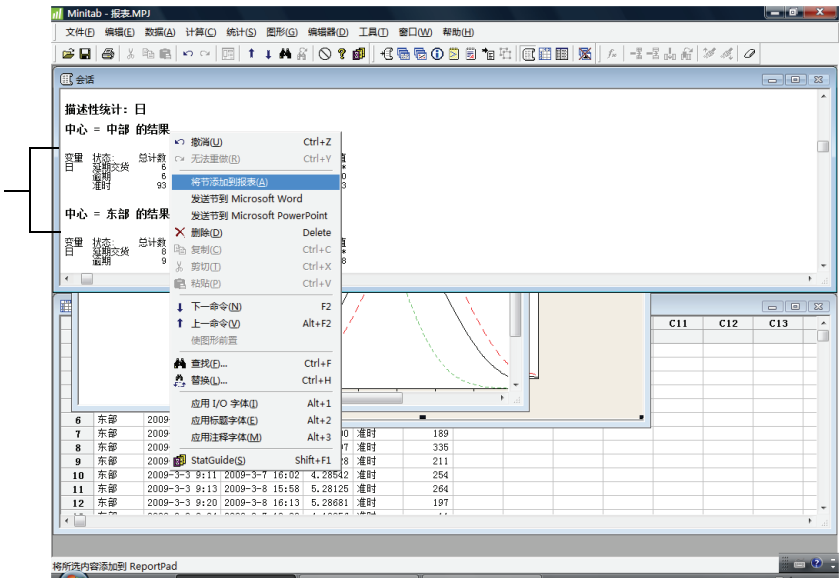 Minitab - 报表.MPJ
文件(F) 编辑(E) 数据(A) 计算(C) 统计(S) 图形(G) 编辑器(D) 工具(T) 窗口(W) 帮助(H)
会话
描述性统计: 日
中心 = 中部 的结果
变量 状态: 总计数
日 延期交货 6
逾期 6
准时 93
中心 = 东部 的结果
变量 状态: 总计数
日 延期交货 8
逾期 9
撤消(U) Ctrl+Z
无法重做(R) Ctrl+Y
将节添加到报表(A)
发送节到 Microsoft Word
发送节到 Microsoft PowerPoint
删除(D) Delete
复制(C) Ctrl+C
剪切(T) Ctrl+X
粘贴(P) Ctrl+V
下一命令(N) F2
上一命令(V) Alt+F2
使图形前置
查找(F)... Ctrl+F
替换(L)... Ctrl+H
应用 I/O 字体(I) Alt+1
应用标题字体(E) Alt+2
应用注释字体(M) Alt+3
StatGuide(S) Shift+F1
C11 C12 C13
6 东部 2009-
7 东部 2009- 准时 189
8 东部 2009- 准时 335
9 东部 2009- 准时 211
10 东部 2009-3-3 9:11 2009-3-7 16:02 4.28542 准时 254
11 东部 2009-3-3 9:13 2009-3-8 15:58 5.28125 准时 264
12 东部 2009-3-3 9:20 2009-3-8 16:13 5.28681 准时 197
将所选内容添加到 ReportPad